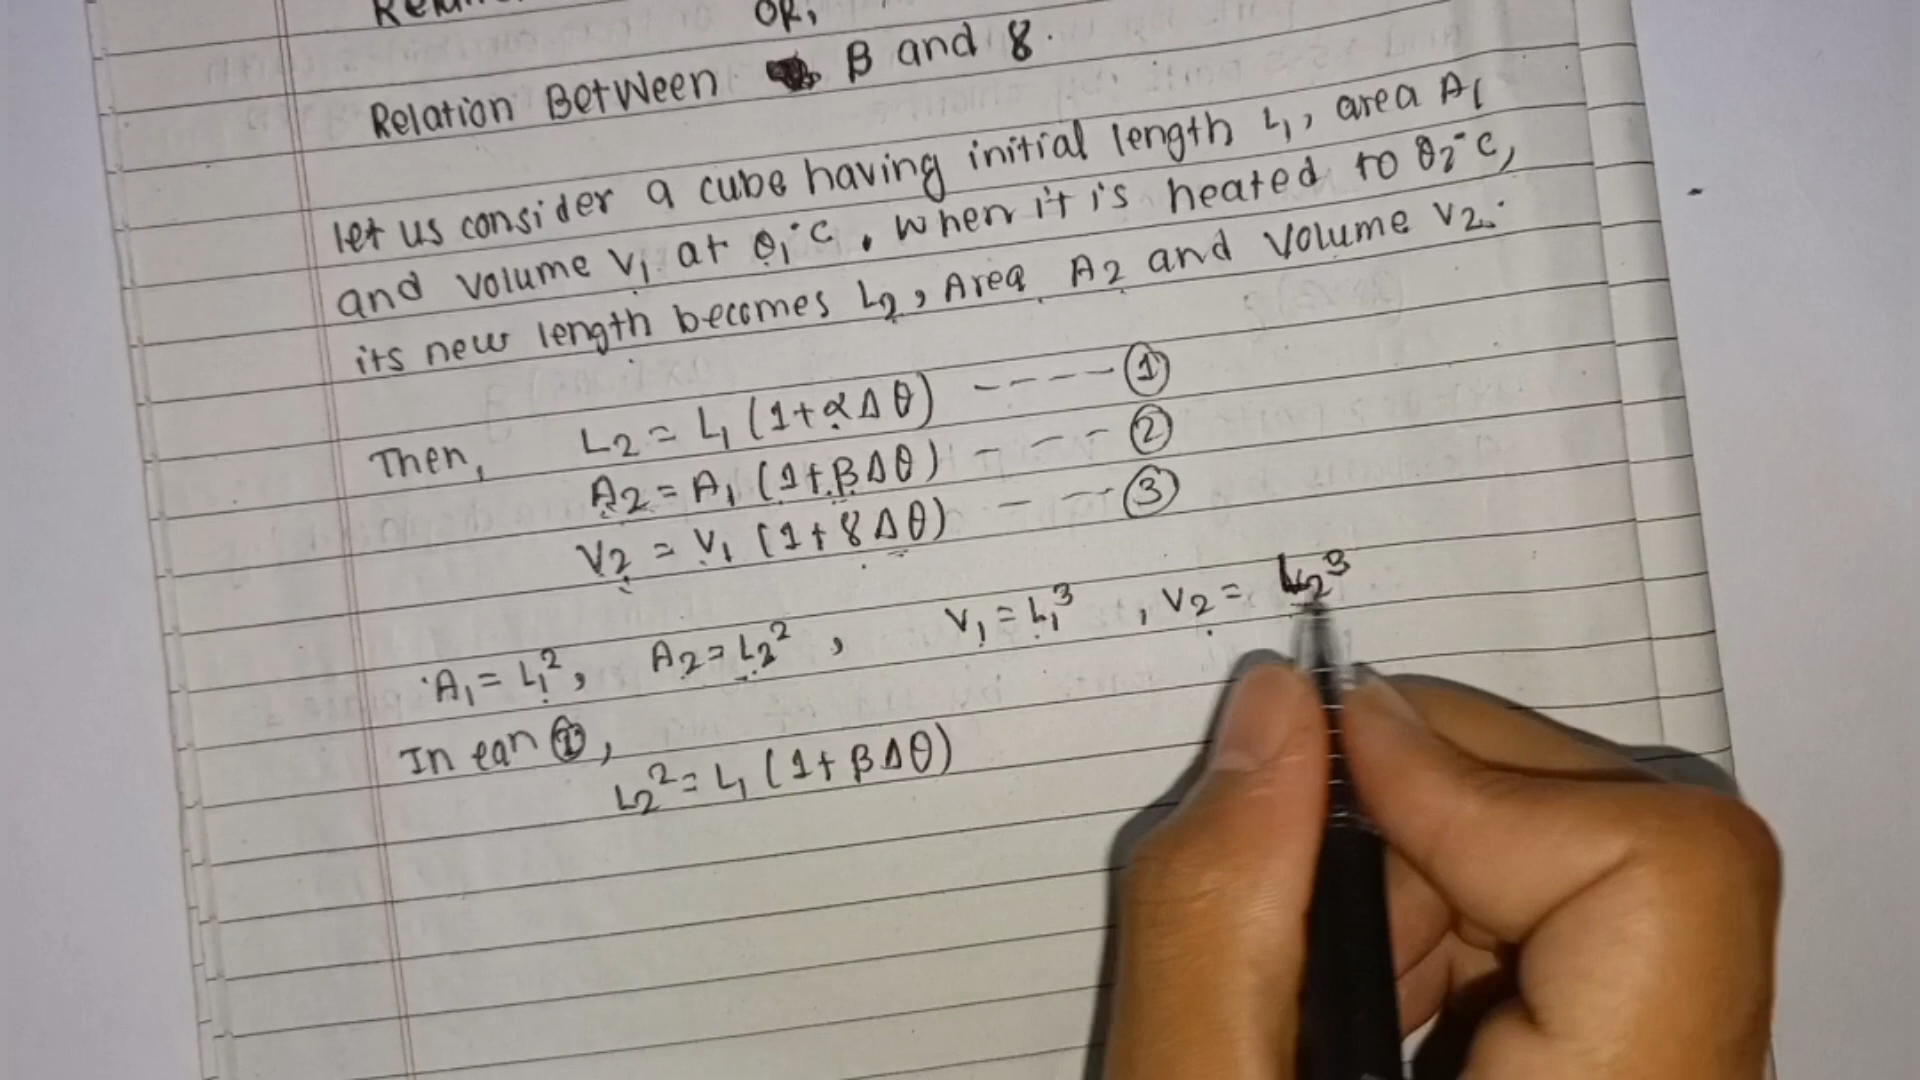 OR,
Relation Between β and 8.
let us consider a cube having initial length L₁, area A₁
and volume V₁ at θ₁°C. When it is heated to θ₂°C,
its new length becomes L₂, Area A₂ and Volume V₂.
Then, L₂ = L₁ (1+αΔθ) ---- ①
A₂ = A₁ (1+βΔθ) - --- ②
V₂ = V₁ (1+8Δθ) - --- ③
A₁ = L₁², A₂ = L₂², V₁ = L₁³, V₂ = L₂³
In eqn ②,
L₂² = L₁ (1+βΔθ)